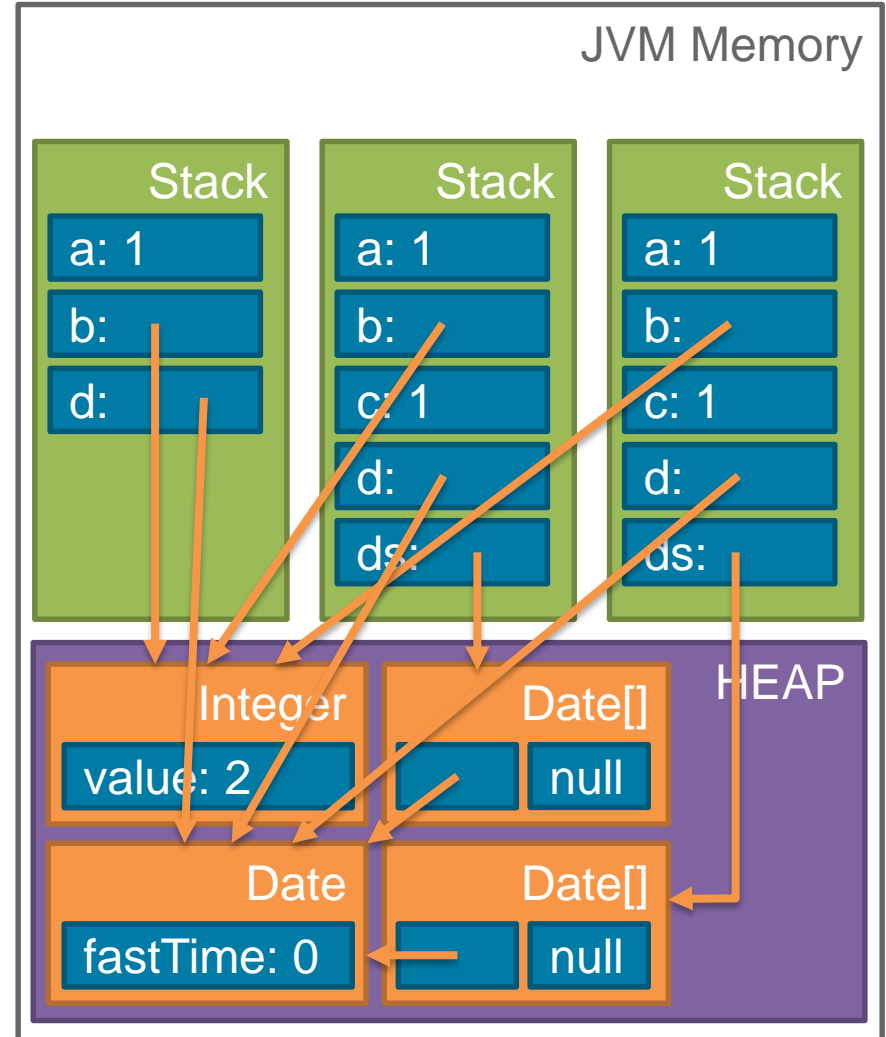 JVM Memory
Stack
a: 1
b:
d:
Stack
a: 1
b:
c: 1
d:
ds:
Stack
a: 1
b:
c: 1
d:
ds:
HEAP
Integer
value: 2
Date[]
null
Date
fastTime: 0
Date[]
null